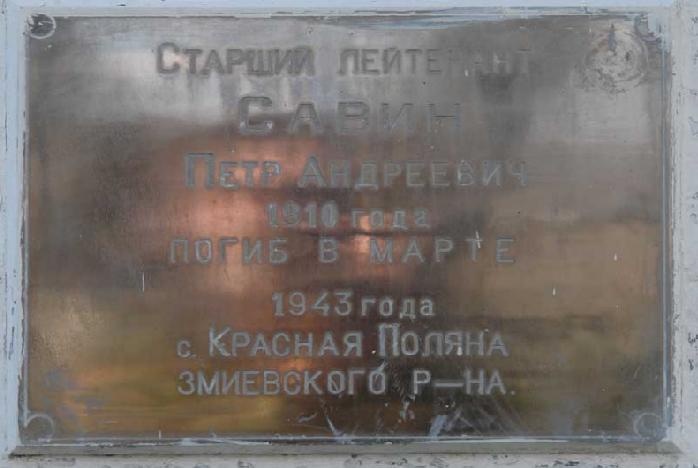 Старший лейтенант
Савин
Петр Андреевич
1910 года
погиб в марте
1943 года
с. Красная Поляна
змиевского р-на.